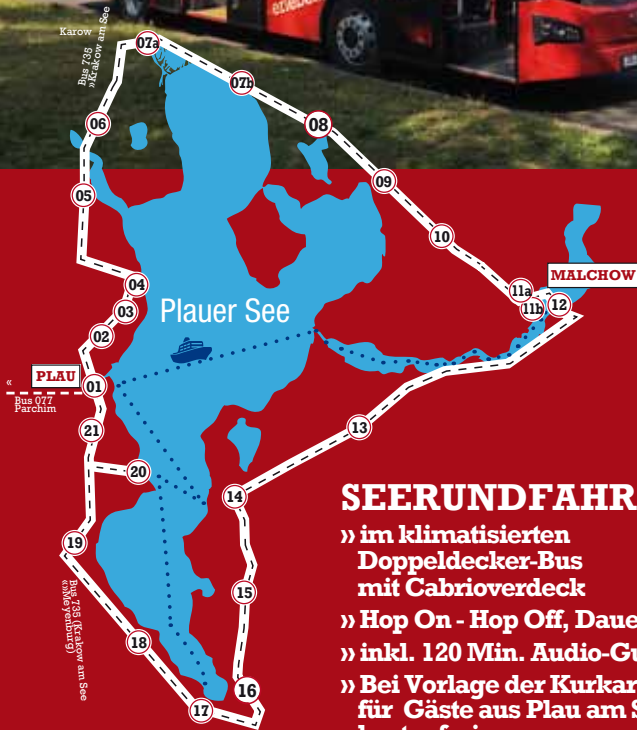 erlebe
Karow
Bus 735
»Krakow am See
07a
07b
06
08
05
09
10
04
11a
MALCHOW
11b
12
03
Plauer See
02
PLAU
01
«
Bus 077
Parchim
21
13
20
14
19
Bus 735 (Krakow am See
«»Meyenburg)
15
18
16
17
SEERUNDFAHR
» im klimatisierten
Doppeldecker-Bus
mit Cabrioverdeck
» Hop On - Hop Off, Daue
» inkl. 120 Min. Audio-Gu
» Bei Vorlage der Kurkar
für Gäste aus Plau am S